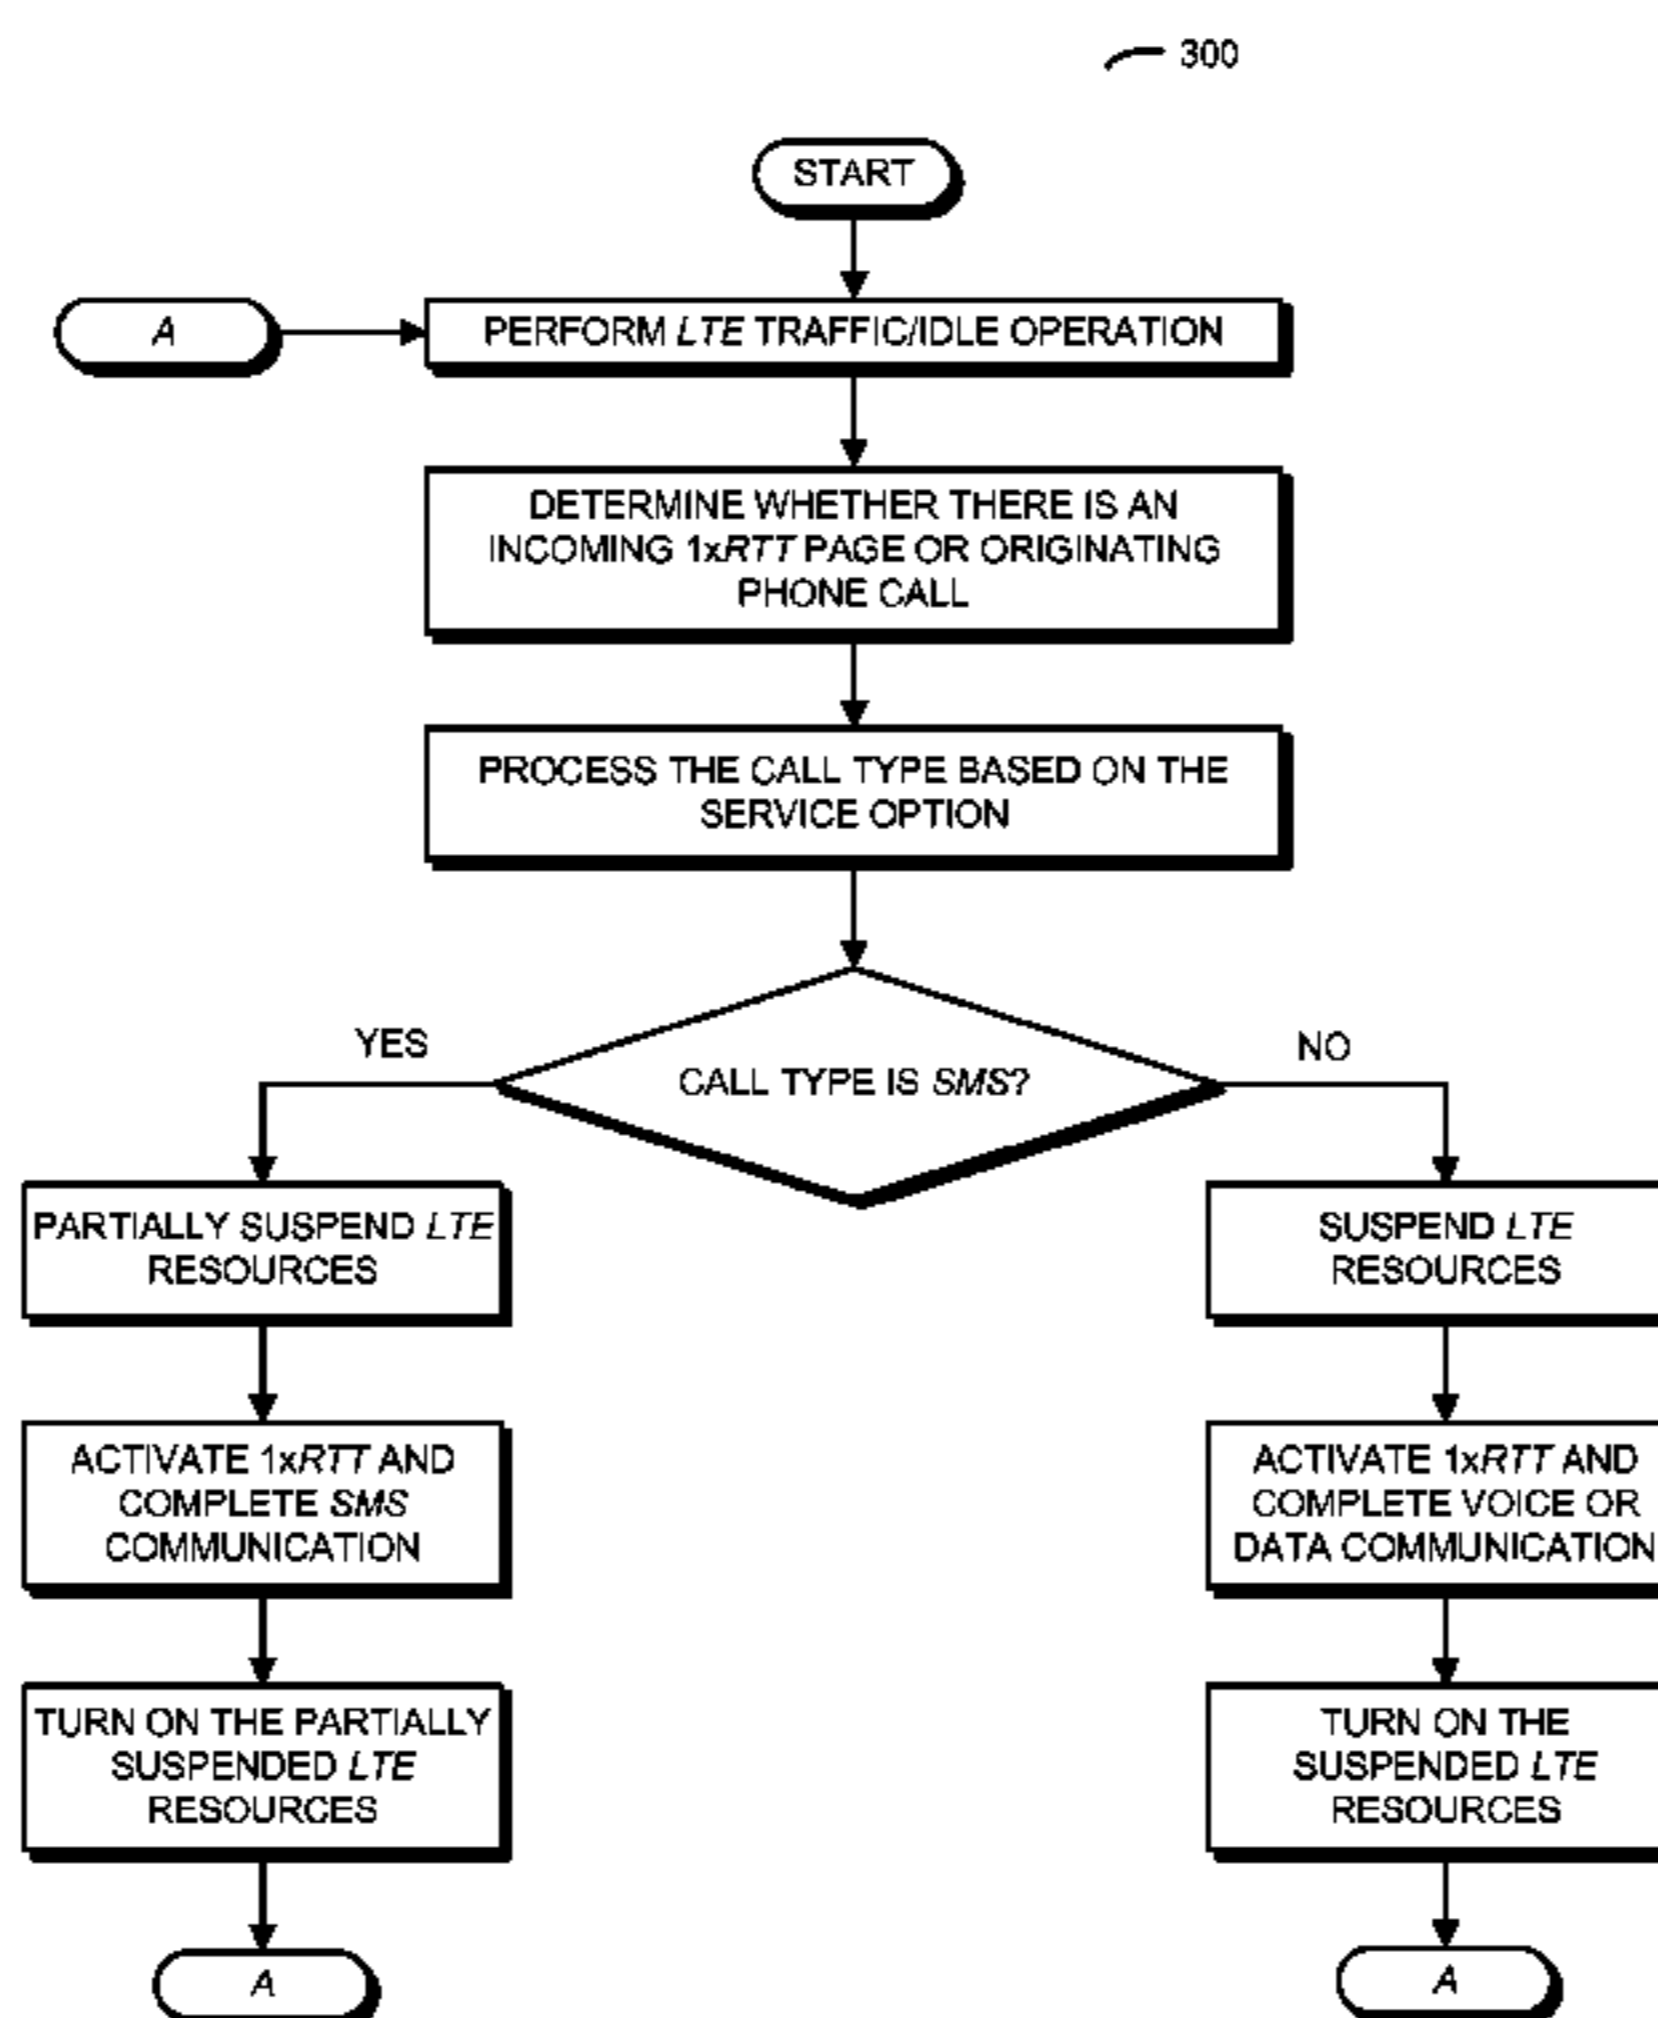 300
START
A
PERFORM LTE TRAFFIC/IDLE OPERATION
DETERMINE WHETHER THERE IS AN
INCOMING 1xRTT PAGE OR ORIGINATING
PHONE CALL
PROCESS THE CALL TYPE BASED ON THE
SERVICE OPTION
CALL TYPE IS SMS?
YES
NO
PARTIALLY SUSPEND LTE
RESOURCES
ACTIVATE 1xRTT AND
COMPLETE SMS
COMMUNICATION
TURN ON THE PARTIALLY
SUSPENDED LTE
RESOURCES
A
SUSPEND LTE
RESOURCES
ACTIVATE 1xRTT AND
COMPLETE VOICE OR
DATA COMMUNICATION
TURN ON THE
SUSPENDED LTE
RESOURCES
A